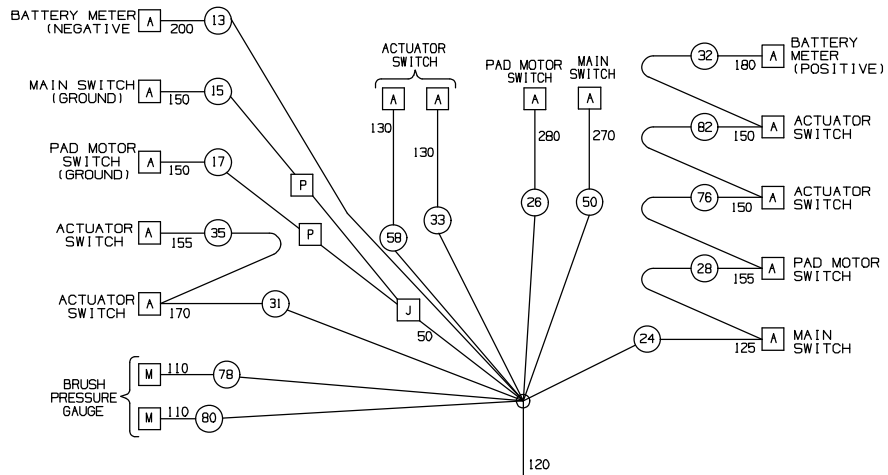 BATTERY METER
(NEGATIVE
A
200
13
MAIN SWITCH
(GROUND)
A
150
15
PAD MOTOR
SWITCH
(GROUND)
A
150
17
ACTUATOR
SWITCH
A
155
35
ACTUATOR
SWITCH
A
170
31
BRUSH
PRESSURE
GAUGE
M
110
78
M
110
80
P
P
J
50
ACTUATOR
SWITCH
A
A
130
130
58
33
PAD MOTOR
SWITCH
A
280
26
MAIN
SWITCH
A
270
50
32
180
A
BATTERY
METER
(POSITIVE)
82
150
A
ACTUATOR
SWITCH
76
150
A
ACTUATOR
SWITCH
28
155
A
PAD MOTOR
SWITCH
24
125
A
MAIN
SWITCH
120